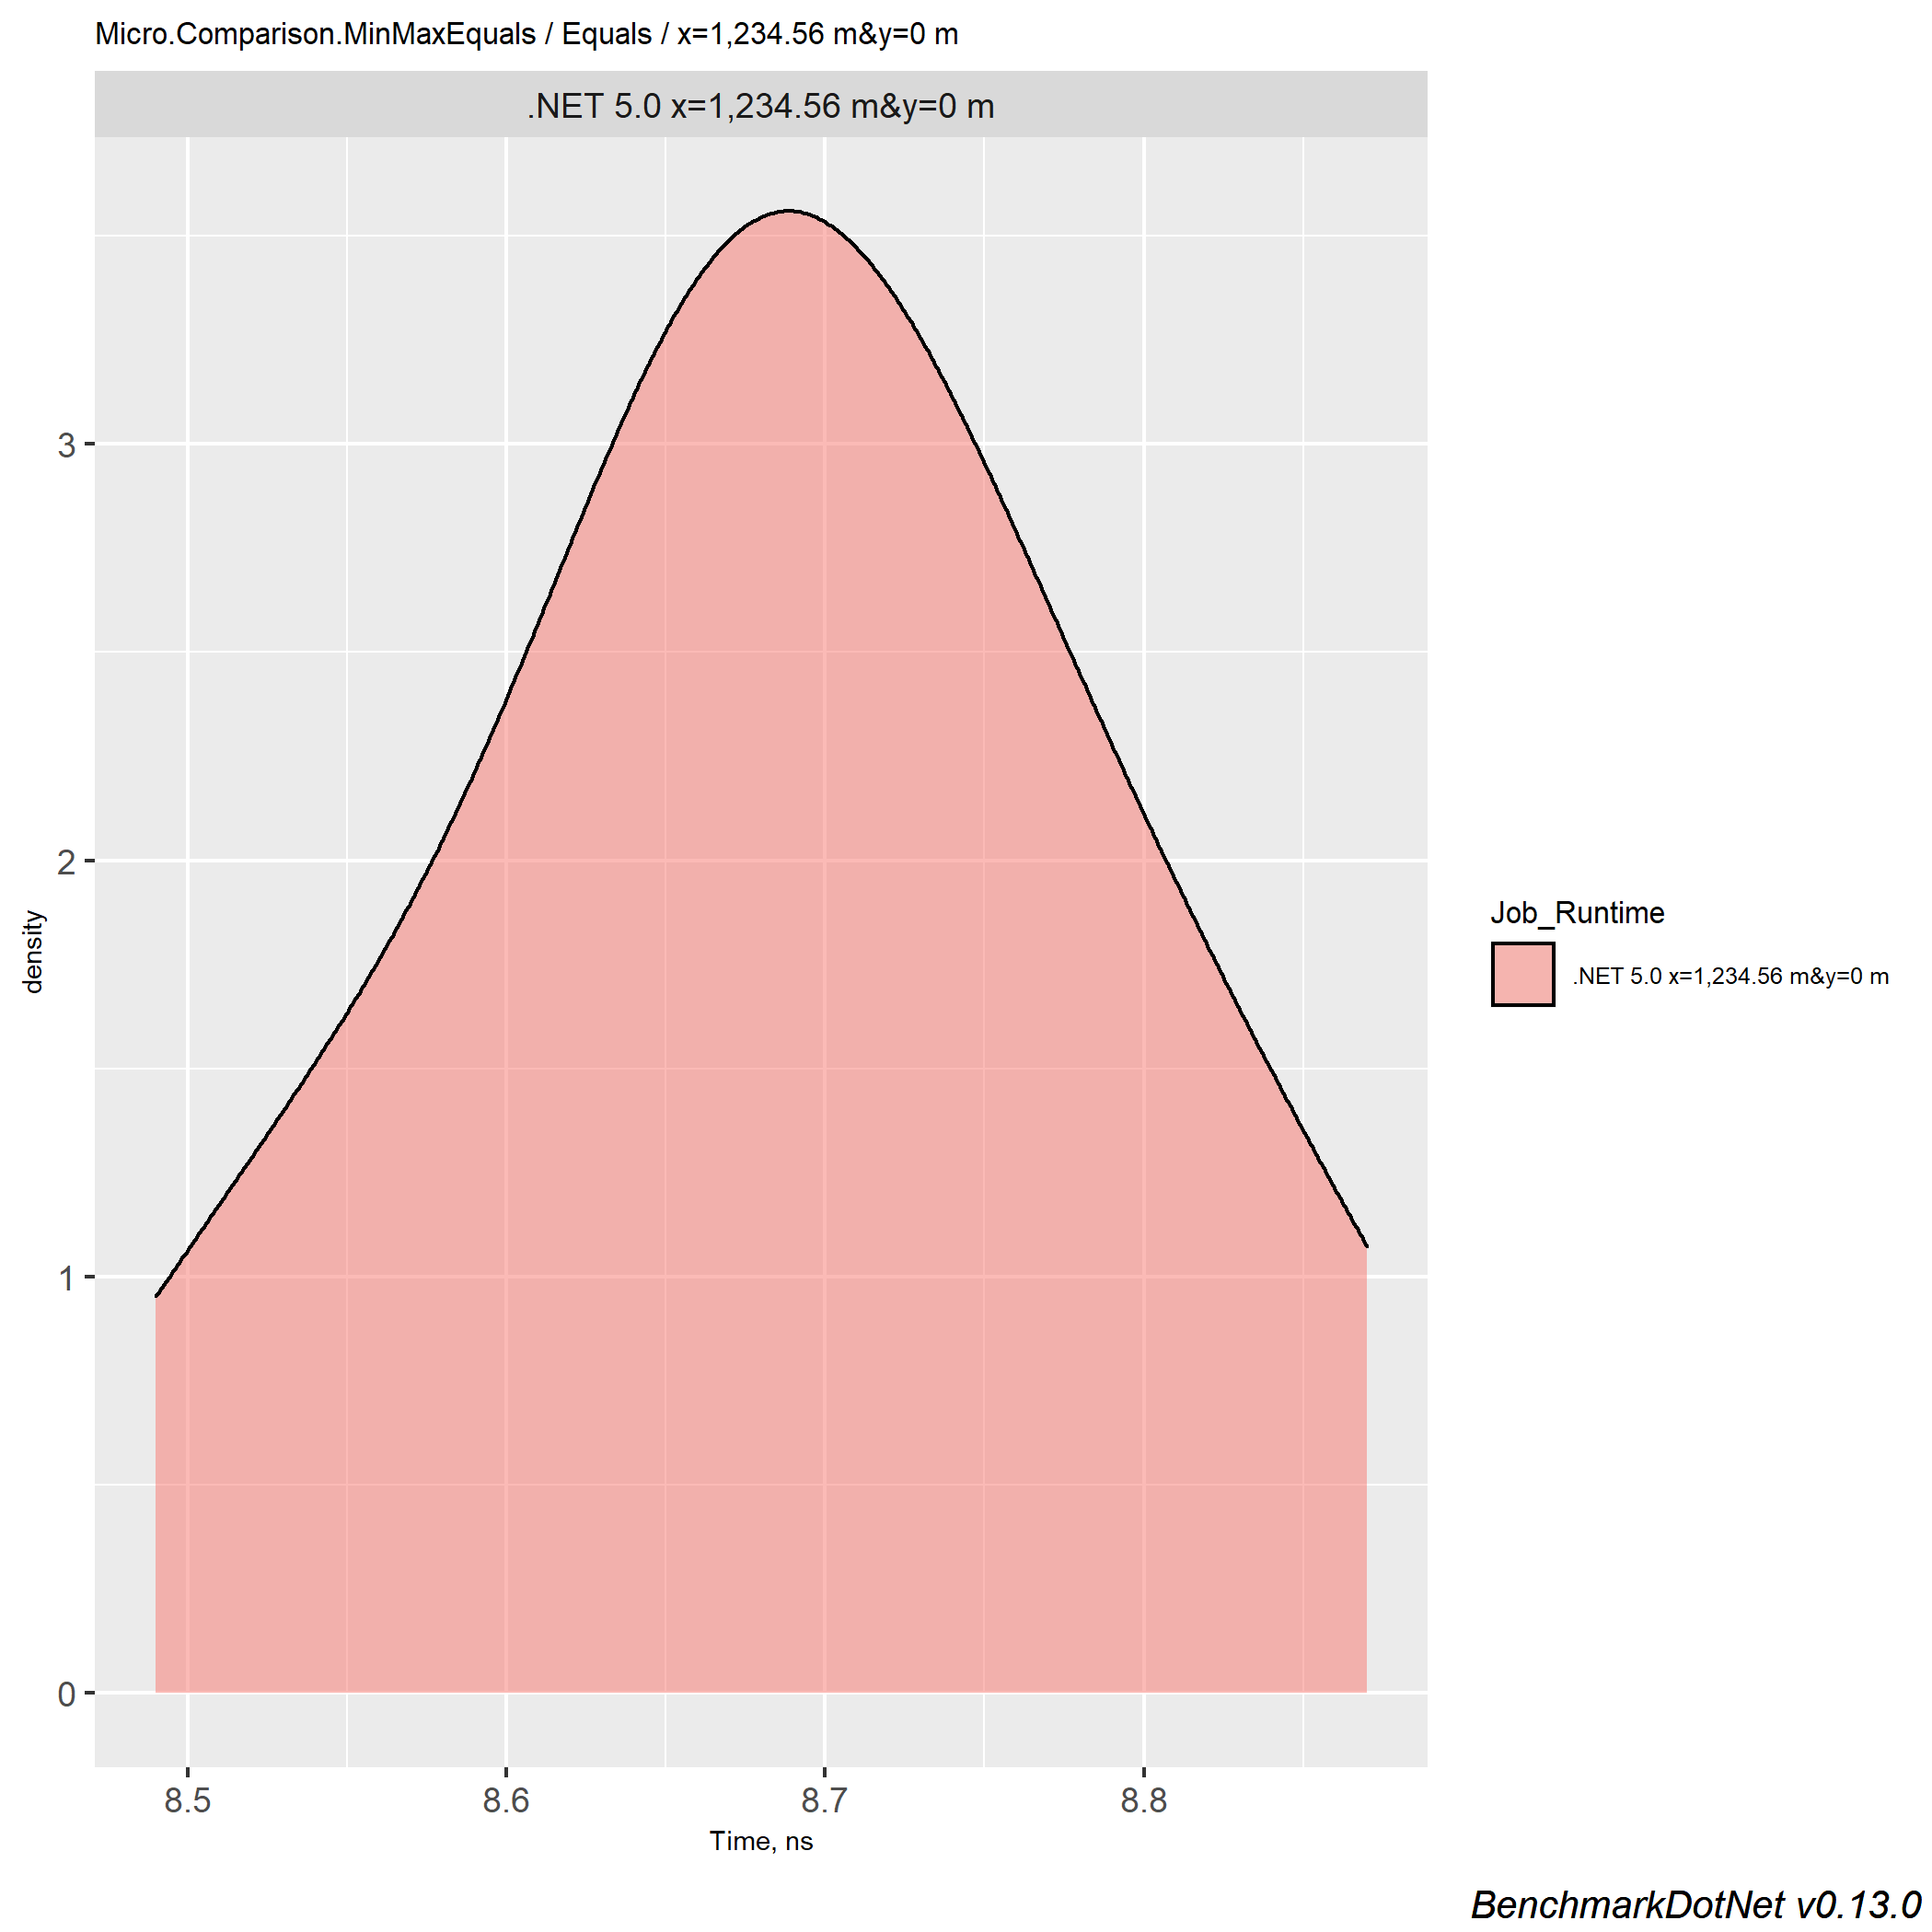 Micro.Comparison.MinMaxEquals / Equals / x=1,234.56 m&y=0 m
.NET 5.0 x=1,234.56 m&y=0 m
3
2
1
0
density
8.5 8.6 8.7 8.8
Time, ns
Job_Runtime
.NET 5.0 x=1,234.56 m&y=0 m
BenchmarkDotNet v0.13.0